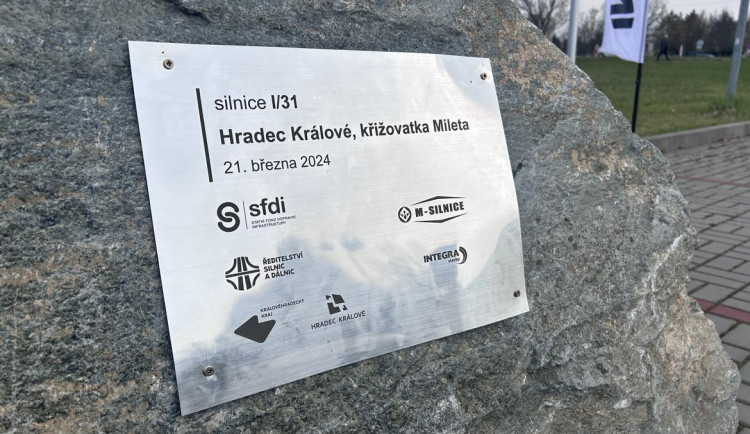 silnice I/31
Hradec Králové, křižovatka Mileta
21. března 2024
sfdi
STÁTNÍ FOND DOPRAVNÍ
INFRASTRUKTURY
M-SILNICE
ŘEDITELSTVÍ
SILNIC
A DÁLNIC
INTEGRA
stavby
KRÁLOVÉHRADECKÝ
KRAJ
HRADEC KRÁLOVÉ